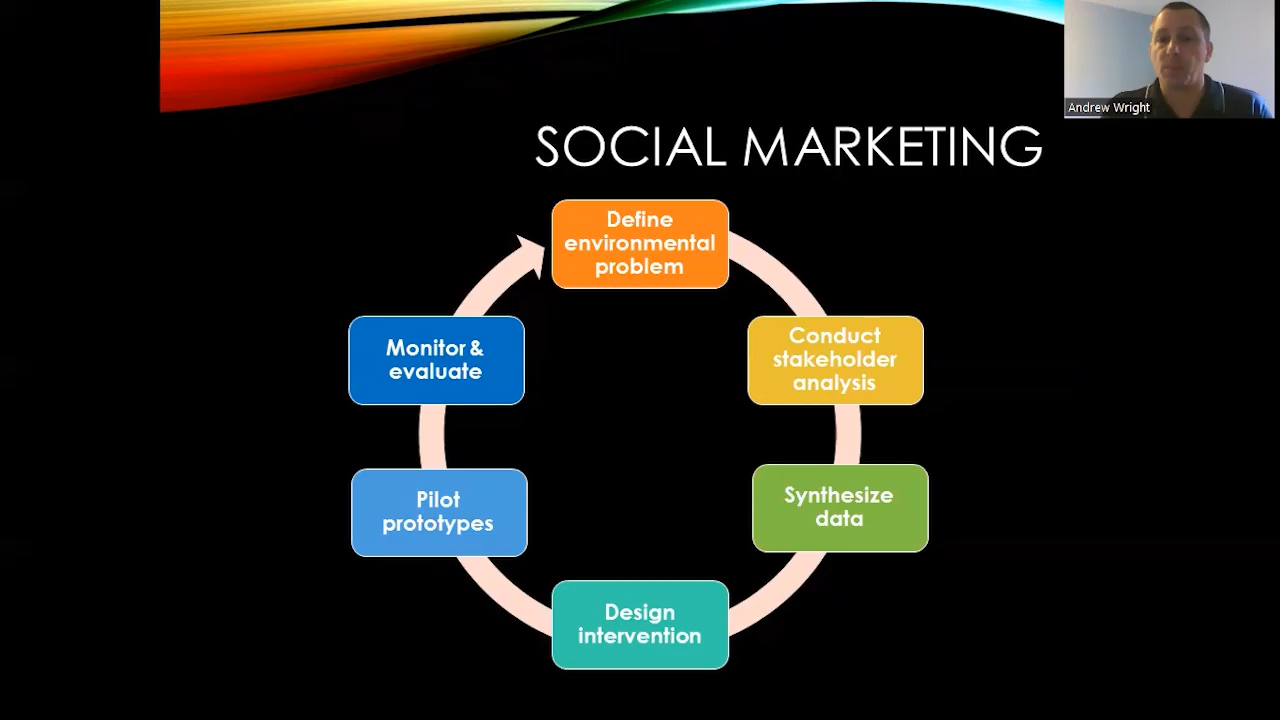 Andrew Wright
SOCIAL MARKETING
Define
environmental
problem
Conduct
stakeholder
analysis
Synthesize
data
Design
intervention
Pilot
prototypes
Monitor &
evaluate